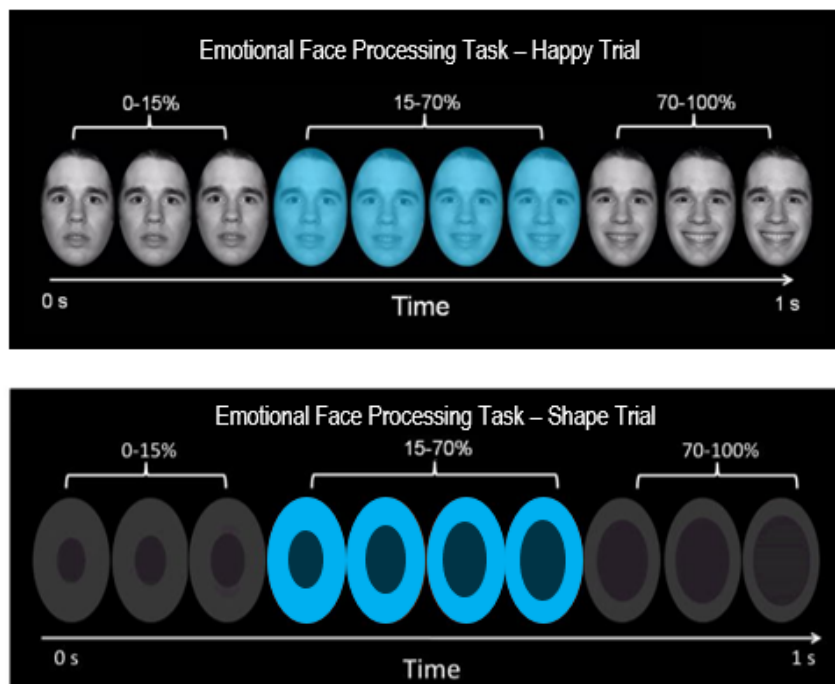 Emotional Face Processing Task – Happy Trial
0-15% 15-70% 70-100%
0 s 1 s
Time
Emotional Face Processing Task – Shape Trial
0-15% 15-70% 70-100%
0 s 1 s
Time